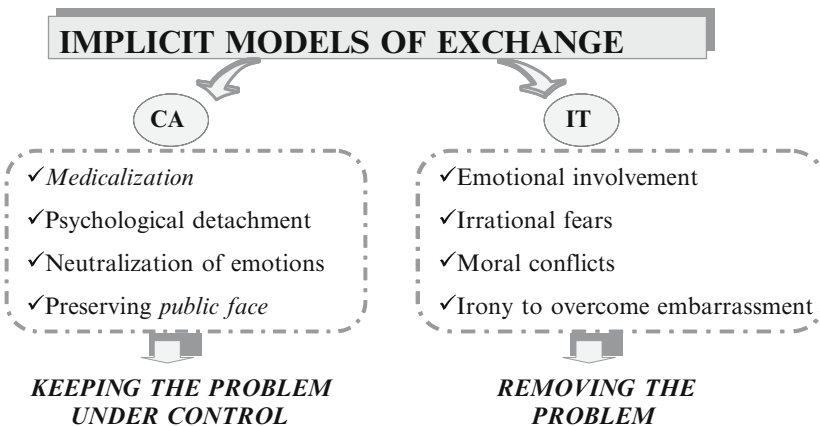 IMPLICIT MODELS OF EXCHANGE
CA
✓Medicalization
✓Psychological detachment
✓Neutralization of emotions
✓Preserving public face
KEEPING THE PROBLEM
UNDER CONTROL
IT
✓Emotional involvement
✓Irrational fears
✓Moral conflicts
✓Irony to overcome embarrassment
REMOVING THE
PROBLEM